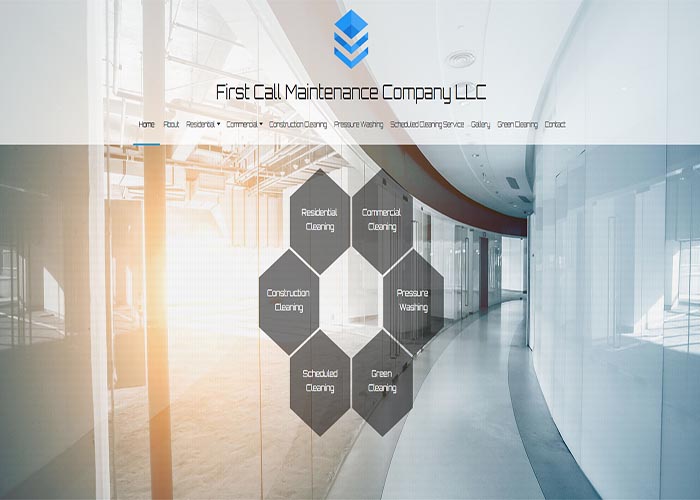 First Call Maintenance Company LLC
Home About Residential Commercial Construction Cleaning Pressure Washing Scheduled Cleaning Service Gallery Green Cleaning Contact
Residential
Cleaning
Commercial
Cleaning
Construction
Cleaning
Pressure
Washing
Scheduled
Cleaning
Green
Cleaning